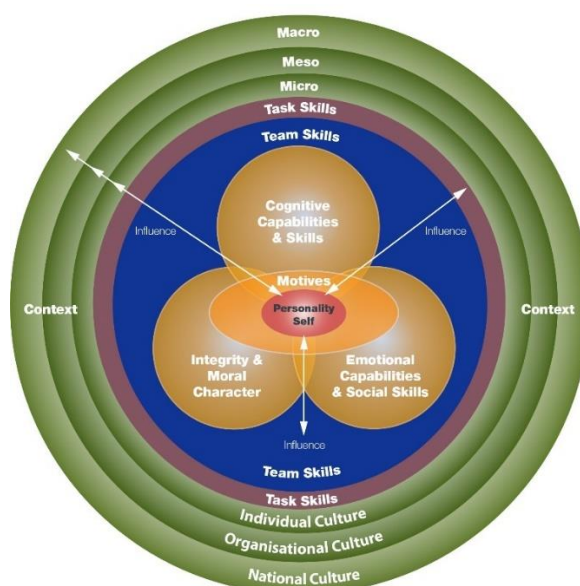 Macro
Meso
Micro
Task Skills
Team Skills
Cognitive
Capabilities
& Skills
Influence
Influence
Motives
Context
Personality
Self
Context
Integrity &
Moral
Character
Emotional
Capabilities
& Social Skills
Influence
Team Skills
Task Skills
Individual Culture
Organisational Culture
National Culture